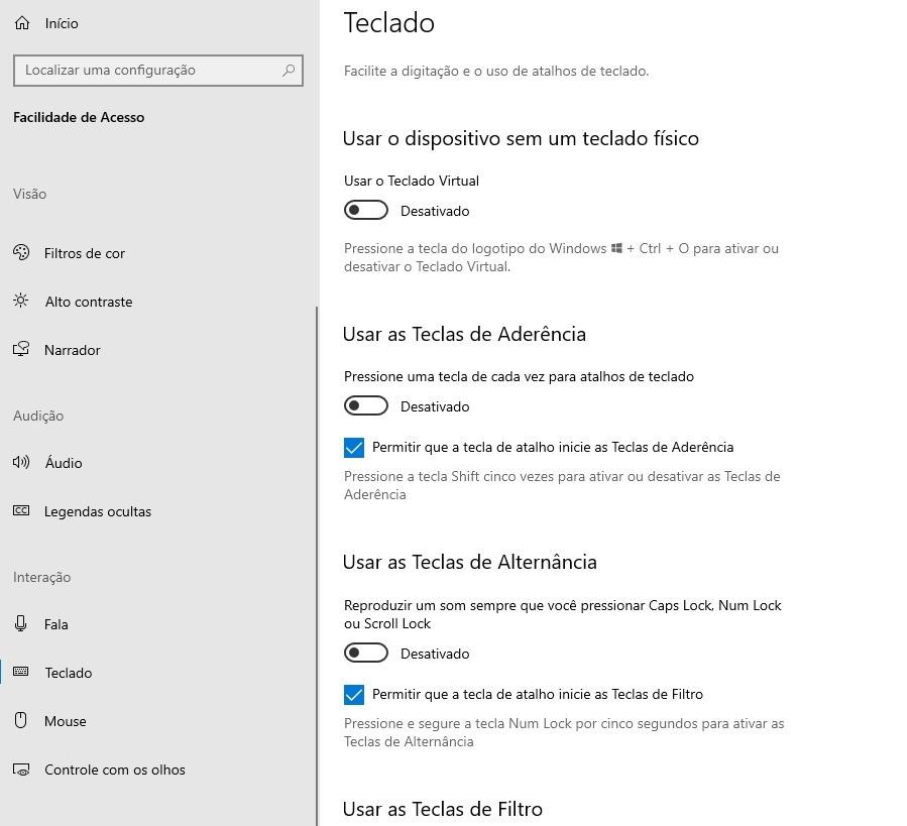 Início
Localizar uma configuração
Facilidade de Acesso
Visão
Filtros de cor
Alto contraste
Narrador
Audição
Áudio
CC
Legendas ocultas
Interação
Fala
Teclado
Mouse
Controle com os olhos
Teclado
Facilite a digitação e o uso de atalhos de teclado.
Usar o dispositivo sem um teclado físico
Usar o Teclado Virtual
Desativado
Pressione a tecla do logotipo do Windows + Ctrl + O para ativar ou
desativar o Teclado Virtual.
Usar as Teclas de Aderência
Pressione uma tecla de cada vez para atalhos de teclado
Desativado
Permitir que a tecla de atalho inicie as Teclas de Aderência
Pressione a tecla Shift cinco vezes para ativar ou desativar as Teclas de
Aderência
Usar as Teclas de Alternância
Reproduzir um som sempre que você pressionar Caps Lock, Num Lock
ou Scroll Lock
Desativado
Permitir que a tecla de atalho inicie as Teclas de Filtro
Pressione e segure a tecla Num Lock por cinco segundos para ativar as
Teclas de Alternância
Usar as Teclas de Filtro